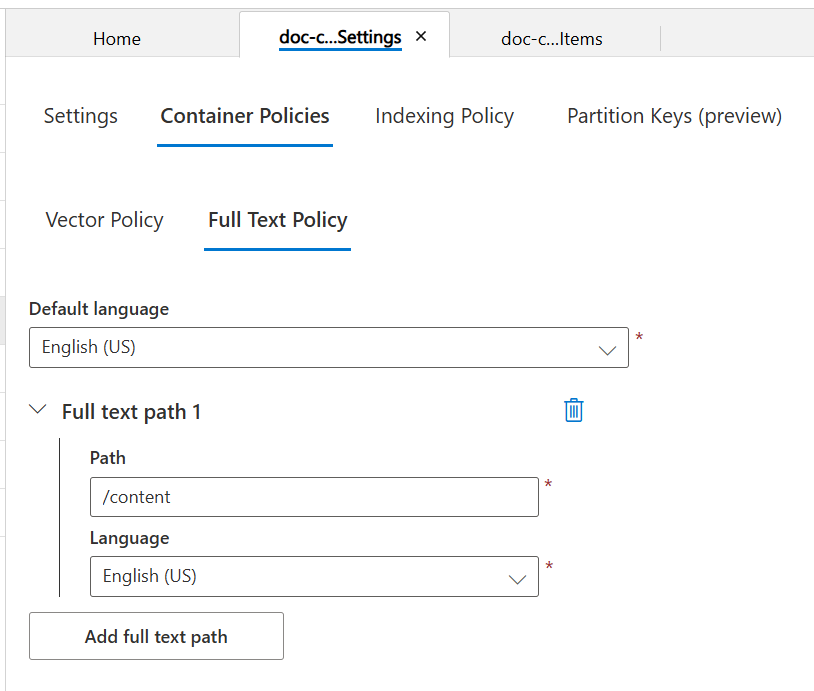 Home doc-c...Settings doc-c...Items
Settings Container Policies Indexing Policy Partition Keys (preview)
Vector Policy Full Text Policy
Default language
English (US) *
Full text path 1
Path
/content *
Language
English (US) *
Add full text path